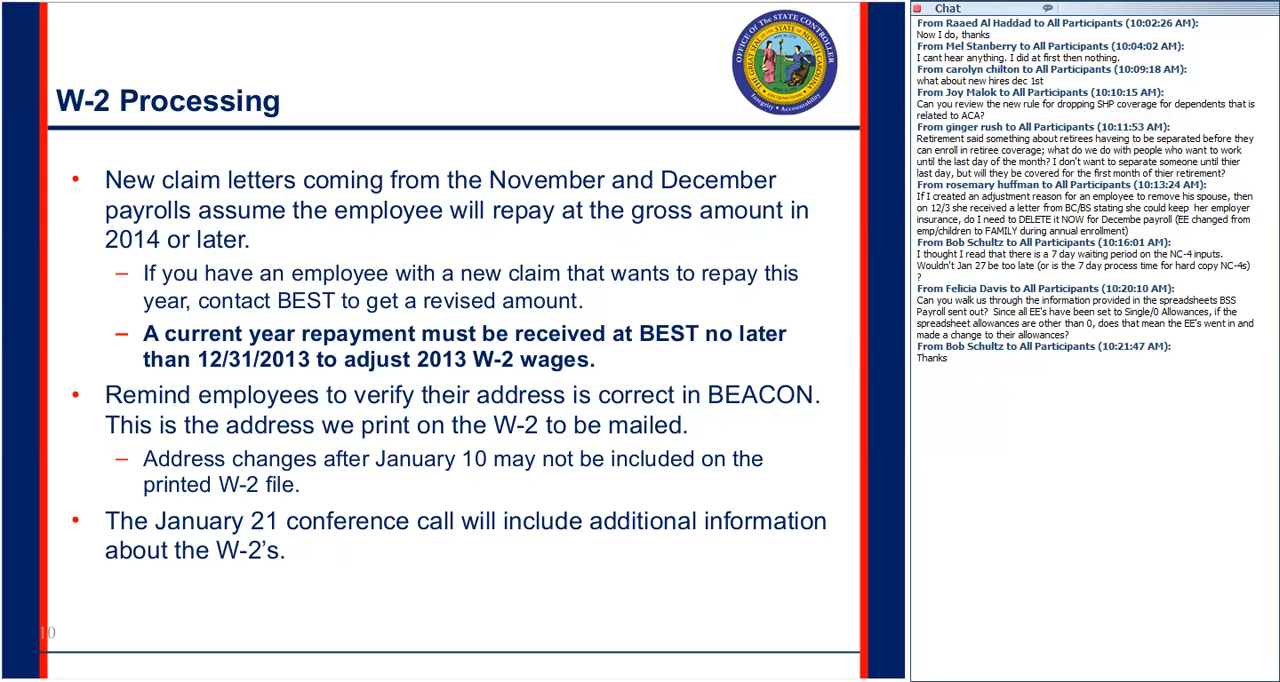 OFFICE OF THE STATE CONTROLLER
THE GREAT SEAL OF THE STATE OF NORTH CAROLINA
Integrity • Accountability
W-2 Processing
• New claim letters coming from the November and December
payrolls assume the employee will repay at the gross amount in
2014 or later.
– If you have an employee with a new claim that wants to repay this
year, contact BEST to get a revised amount.
– A current year repayment must be received at BEST no later
than 12/31/2013 to adjust 2013 W-2 wages.
• Remind employees to verify their address is correct in BEACON.
This is the address we print on the W-2 to be mailed.
– Address changes after January 10 may not be included on the
printed W-2 file.
• The January 21 conference call will include additional information
about the W-2’s.
10
Chat
From Raaed Al Haddad to All Participants (10:02:26 AM):
Now I do, thanks
From Mel Stanberry to All Participants (10:04:02 AM):
I cant hear anything. I did at first then nothing.
From carolyn chilton to All Participants (10:09:18 AM):
what about new hires dec 1st
From Joy Malok to All Participants (10:10:15 AM):
Can you review the new rule for dropping SHP coverage for dependents that is
related to ACA?
From ginger rush to All Participants (10:11:53 AM):
Retirement said something about retirees haveing to be separated before they
can enroll in retiree coverage; what do we do with people who want to work
until the last day of the month? I don't want to separate someone until thier
last day, but will they be covered for the first month of thier retirement?
From rosemary huffman to All Participants (10:13:24 AM):
If I created an adjustment reason for an employee to remove his spouse, then
on 12/3 she received a letter from BC/BS stating she could keep  her employer
insurance, do I need to DELETE it NOW for Decembe payroll (EE changed from
emp/children to FAMILY during annual enrollment)
From Bob Schultz to All Participants (10:16:01 AM):
I thought I read that there is a 7 day waiting period on the NC-4 inputs.
Wouldn't Jan 27 be too late (or is the 7 day process time for hard copy NC-4s)
?
From Felicia Davis to All Participants (10:20:10 AM):
Can you walk us through the information provided in the spreadsheets BSS
Payroll sent out?  Since all EE's have been set to Single/0 Allowances, if the
spreadsheet allowances are other than 0, does that mean the EE's went in and
made a change to their allowances?
From Bob Schultz to All Participants (10:21:47 AM):
Thanks